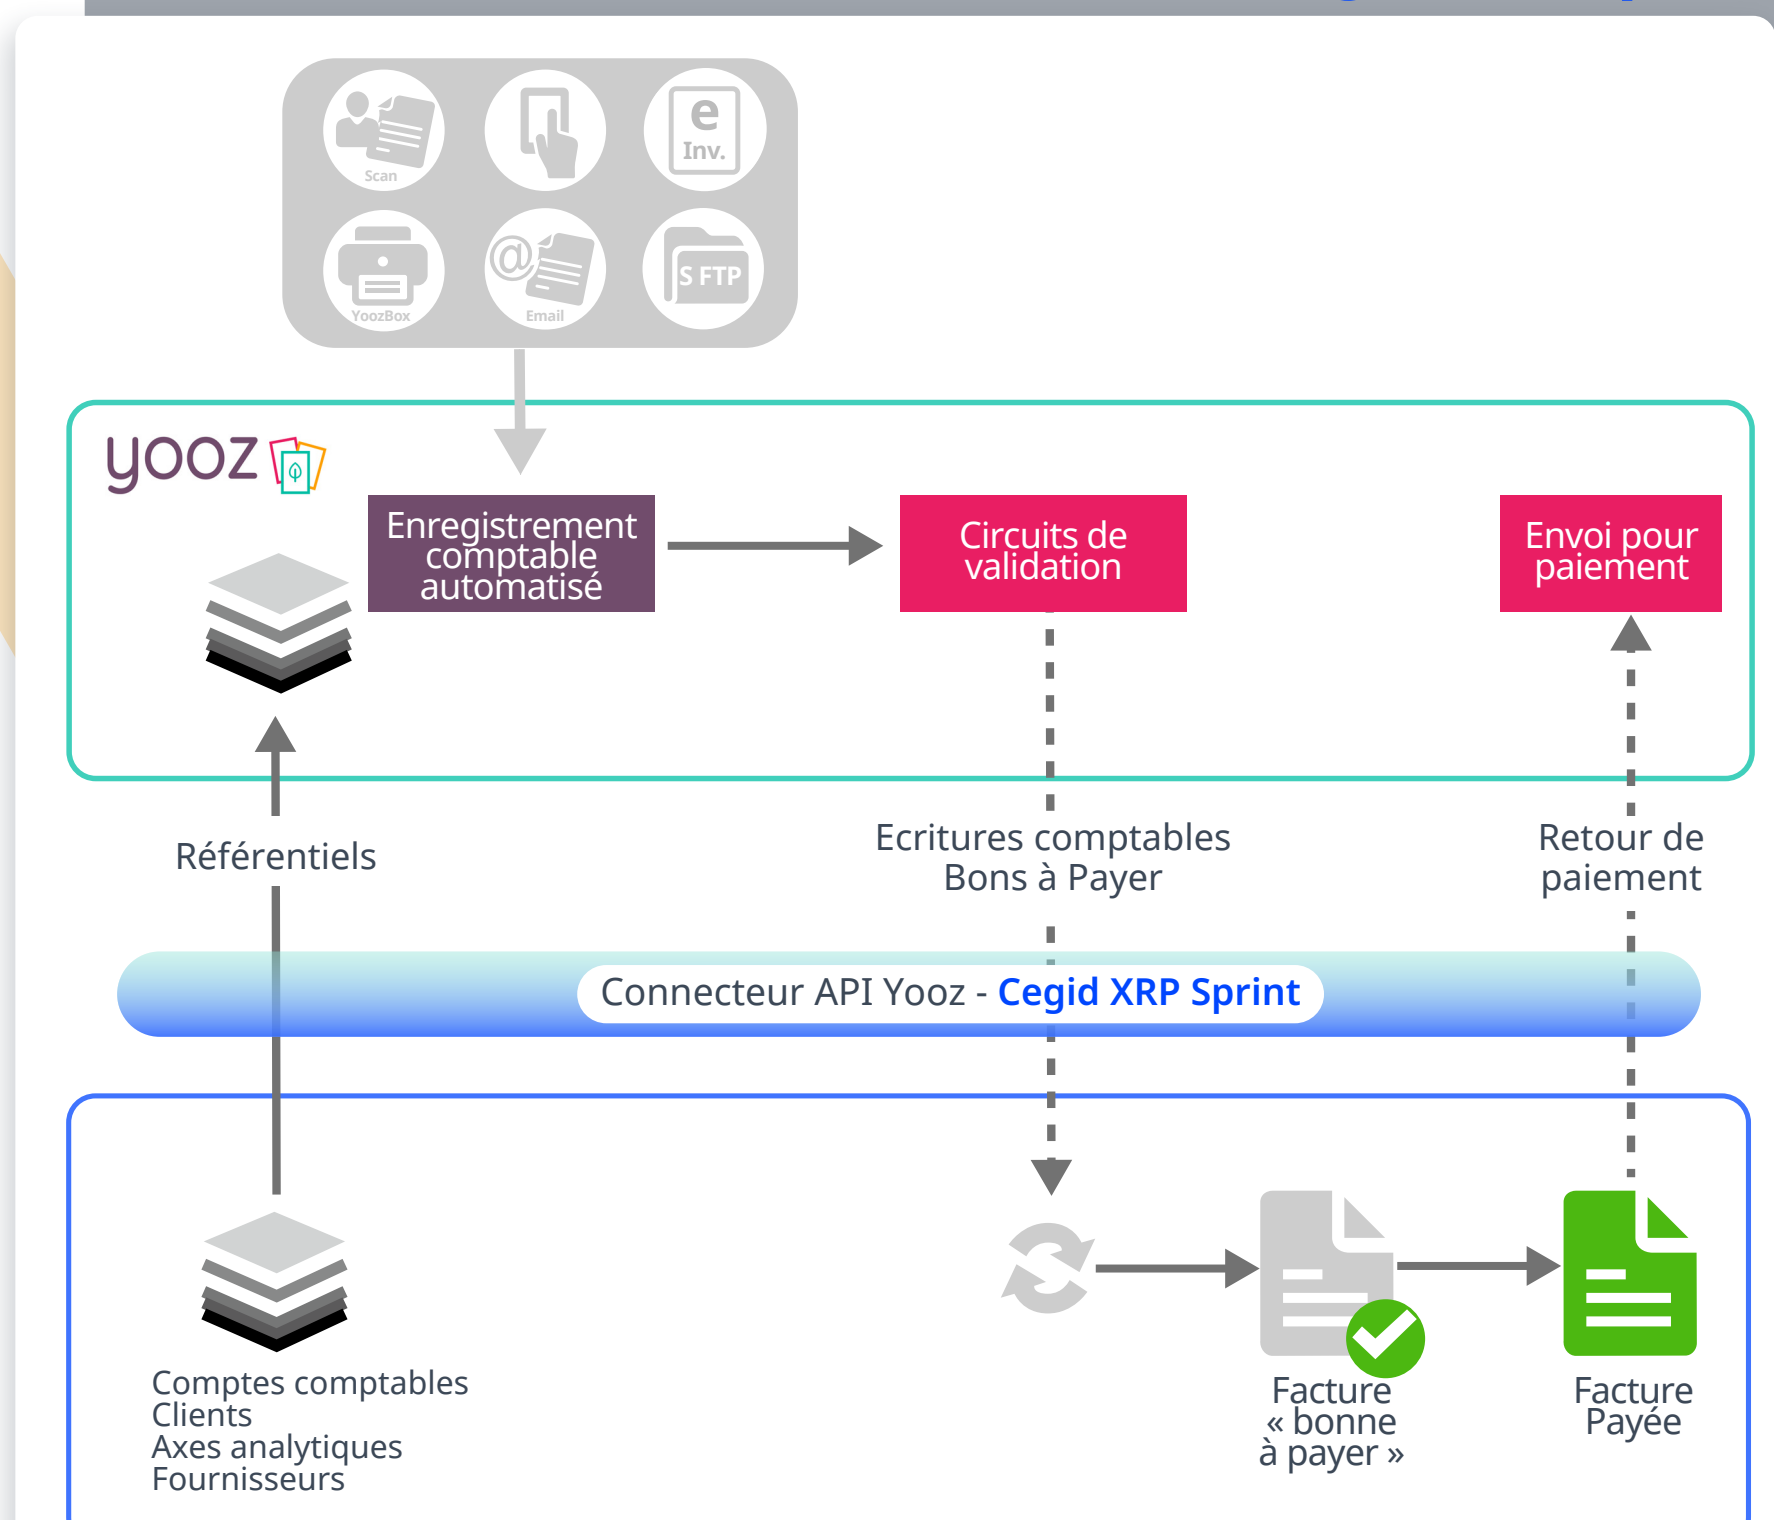 Scan
e
Inv.
YoozBox
@
Email
S FTP
yooz
Enregistrement
comptable
automatisé
Circuits de
validation
Envoi pour
paiement
Référentiels
Ecritures comptables
Bons à Payer
Retour de
paiement
Connecteur API Yooz - Cegid XRP Sprint
Comptes comptables
Clients
Axes analytiques
Fournisseurs
Facture
« bonne
à payer »
Facture
Payée